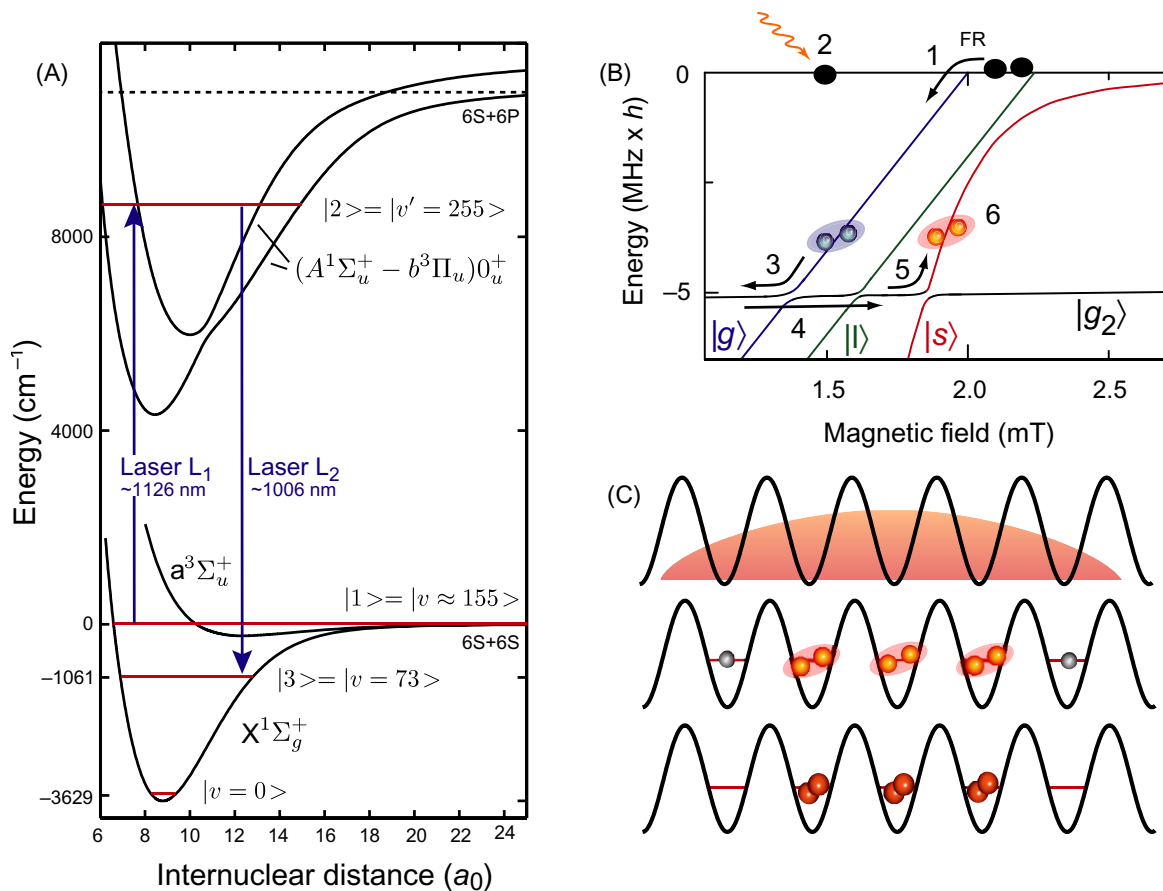 (A)
Energy (cm⁻¹)
8000
4000
0
−1061
−3629
6 8 10 12 14 16 18 20 22 24
Internuclear distance (a₀)
6S+6P
|2>= |v′ = 255>
(A¹Σᵤ⁺ − b³Πᵤ)0ᵤ⁺
Laser L₁
~1126 nm
Laser L₂
~1006 nm
a³Σᵤ⁺
|1>= |v ≈ 155>
6S+6S
|3>= |v = 73>
X¹Σg⁺
|v = 0>
(B)
Energy (MHz x h)
0
−5
2
1
FR
3
4
5
6
|g⟩
|l⟩
|s⟩
|g₂⟩
1.5 2.0 2.5
Magnetic field (mT)
(C)